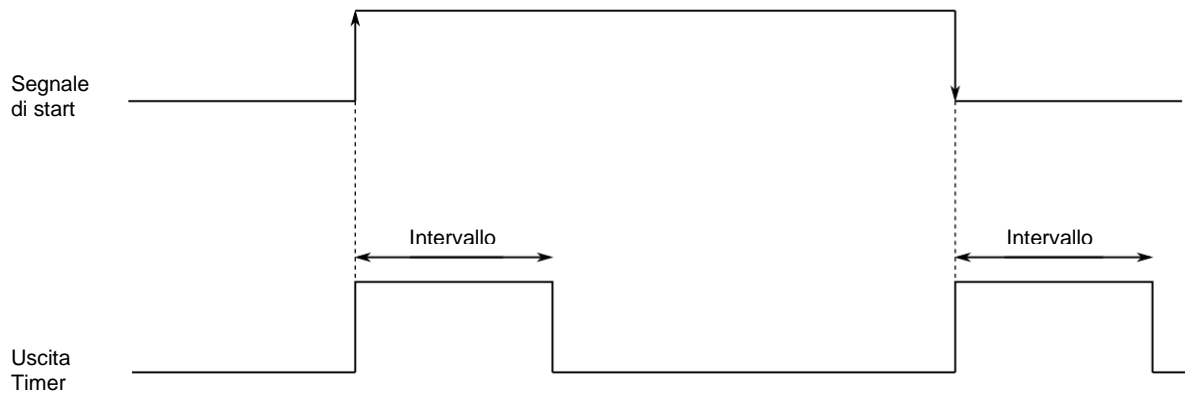 Segnale
di start
Intervallo
Intervallo
Uscita
Timer